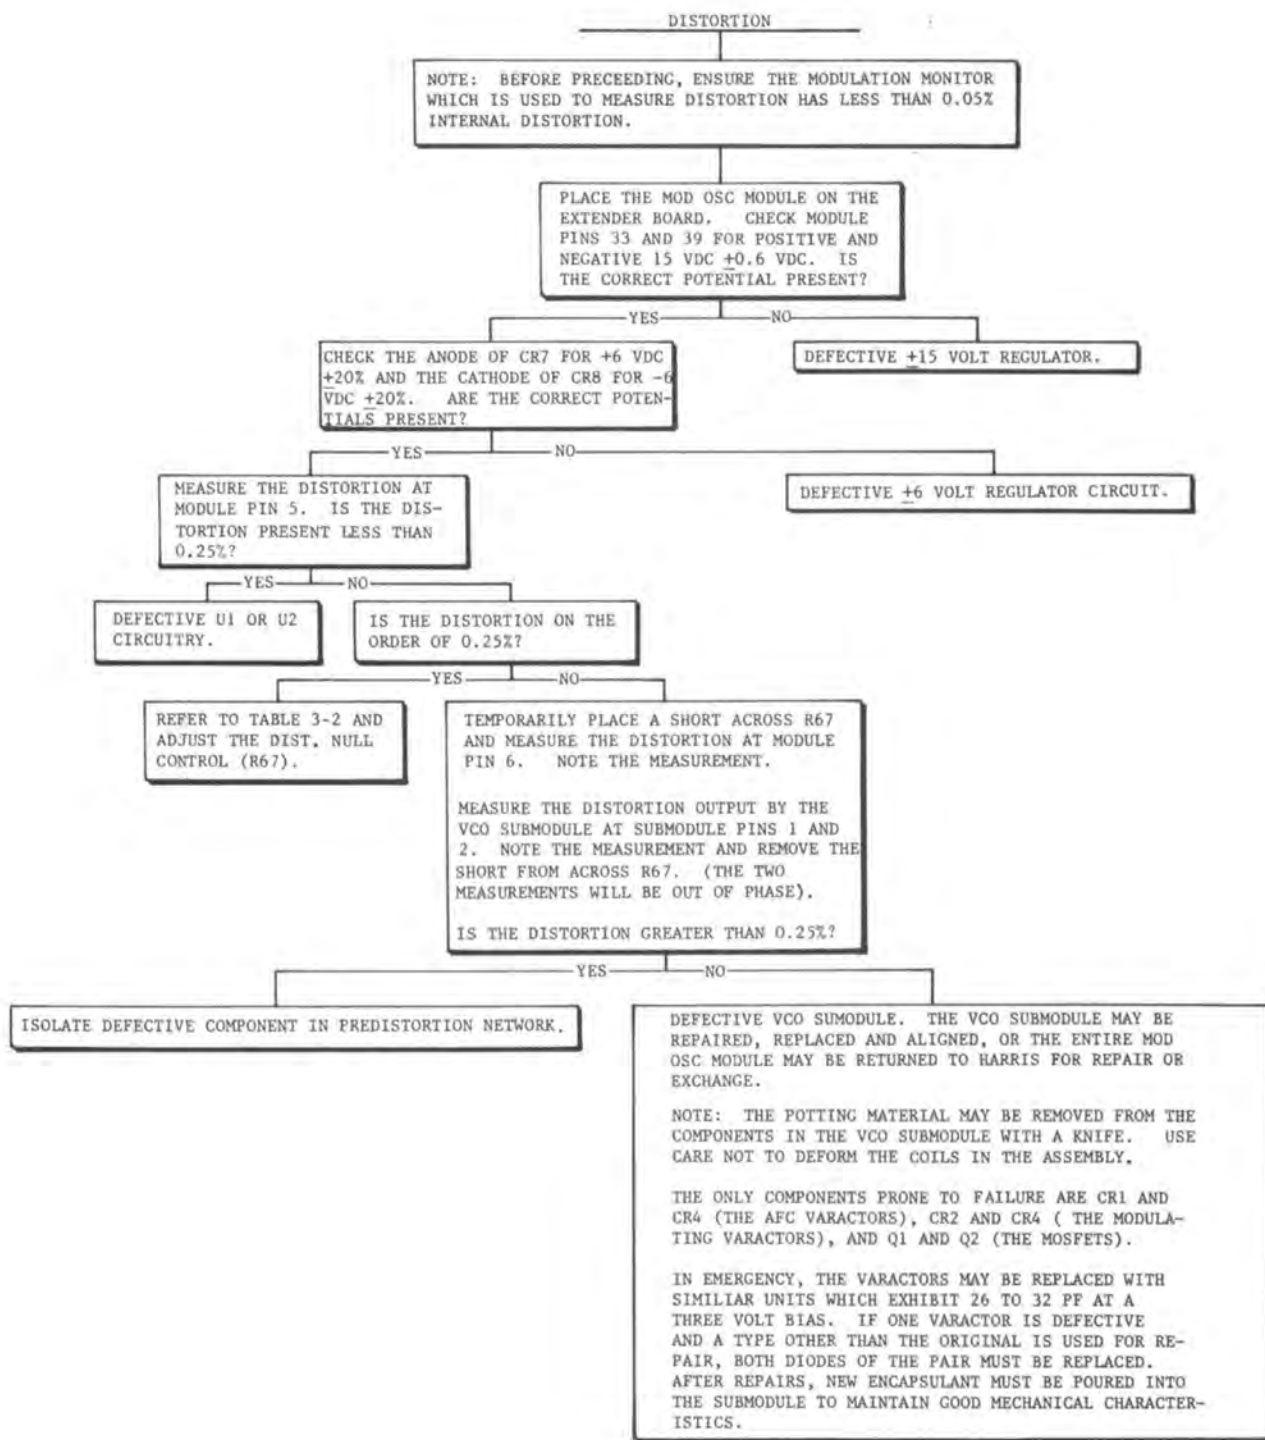 DISTORTION
NOTE: BEFORE PRECEEDING, ENSURE THE MODULATION MONITOR
WHICH IS USED TO MEASURE DISTORTION HAS LESS THAN 0.05%
INTERNAL DISTORTION.
PLACE THE MOD OSC MODULE ON THE
EXTENDER BOARD. CHECK MODULE
PINS 33 AND 39 FOR POSITIVE AND
NEGATIVE 15 VDC ±0.6 VDC. IS
THE CORRECT POTENTIAL PRESENT?
YES NO
CHECK THE ANODE OF CR7 FOR +6 VDC
±20% AND THE CATHODE OF CR8 FOR -6
VDC ±20%. ARE THE CORRECT POTEN-
TIALS PRESENT?
DEFECTIVE ±15 VOLT REGULATOR.
YES NO
MEASURE THE DISTORTION AT
MODULE PIN 5. IS THE DIS-
TORTION PRESENT LESS THAN
0.25%?
DEFECTIVE ±6 VOLT REGULATOR CIRCUIT.
YES NO
DEFECTIVE U1 OR U2
CIRCUITRY.
IS THE DISTORTION ON THE
ORDER OF 0.25%?
YES NO
REFER TO TABLE 3-2 AND
ADJUST THE DIST. NULL
CONTROL (R67).
TEMPORARILY PLACE A SHORT ACROSS R67
AND MEASURE THE DISTORTION AT MODULE
PIN 6. NOTE THE MEASUREMENT.
MEASURE THE DISTORTION OUTPUT BY THE
VCO SUBMODULE AT SUBMODULE PINS 1 AND
2. NOTE THE MEASUREMENT AND REMOVE THE
SHORT FROM ACROSS R67. (THE TWO
MEASUREMENTS WILL BE OUT OF PHASE).
IS THE DISTORTION GREATER THAN 0.25%?
YES NO
ISOLATE DEFECTIVE COMPONENT IN PREDISTORTION NETWORK.
DEFECTIVE VCO SUMODULE. THE VCO SUBMODULE MAY BE
REPAIRED, REPLACED AND ALIGNED, OR THE ENTIRE MOD
OSC MODULE MAY BE RETURNED TO HARRIS FOR REPAIR OR
EXCHANGE.
NOTE: THE POTTING MATERIAL MAY BE REMOVED FROM THE
COMPONENTS IN THE VCO SUBMODULE WITH A KNIFE. USE
CARE NOT TO DEFORM THE COILS IN THE ASSEMBLY.
THE ONLY COMPONENTS PRONE TO FAILURE ARE CR1 AND
CR4 (THE AFC VARACTORS), CR2 AND CR4 ( THE MODULA-
TING VARACTORS), AND Q1 AND Q2 (THE MOSFETS).
IN EMERGENCY, THE VARACTORS MAY BE REPLACED WITH
SIMILIAR UNITS WHICH EXHIBIT 26 TO 32 PF AT A
THREE VOLT BIAS. IF ONE VARACTOR IS DEFECTIVE
AND A TYPE OTHER THAN THE ORIGINAL IS USED FOR RE-
PAIR, BOTH DIODES OF THE PAIR MUST BE REPLACED.
AFTER REPAIRS, NEW ENCAPSULANT MUST BE POURED INTO
THE SUBMODULE TO MAINTAIN GOOD MECHANICAL CHARACTER-
ISTICS.